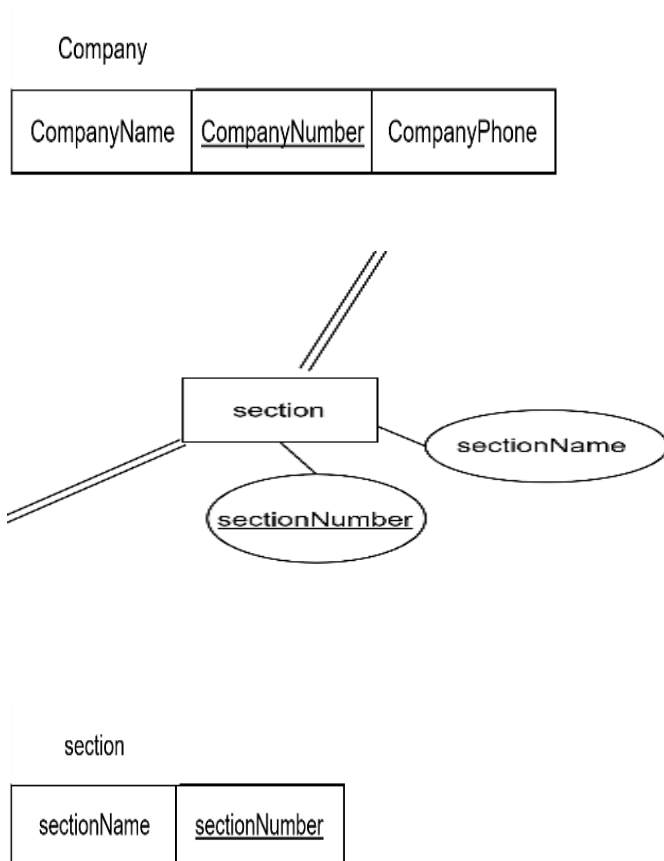 Company
CompanyName CompanyNumber CompanyPhone
section
sectionName
sectionNumber
section
sectionName sectionNumber